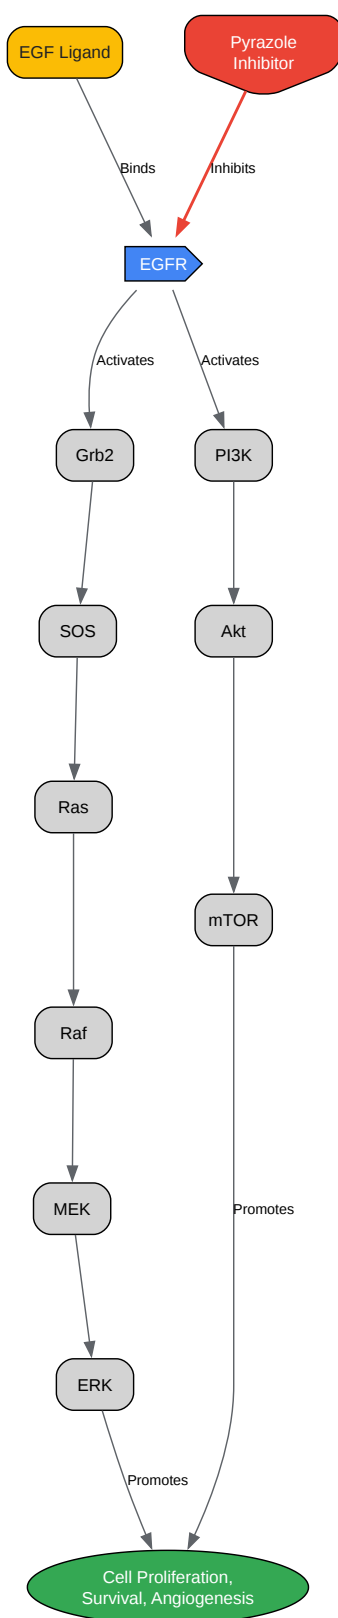 EGF Ligand
Pyrazole
Inhibitor
Binds
Inhibits
EGFR
Activates
Activates
Grb2
PI3K
SOS
Akt
Ras
mTOR
Raf
MEK
Promotes
ERK
Promotes
Cell Proliferation,
Survival, Angiogenesis